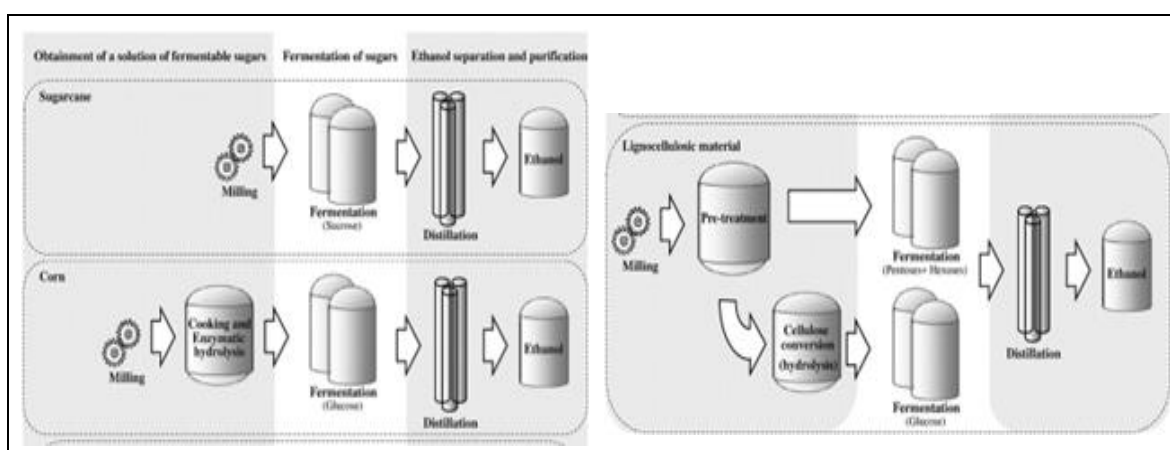 Obtainment of a solution of fermentable sugars
Fermentation of sugars
Ethanol separation and purification
Sugarcane
Milling
Fermentation
(Sucrose)
Distillation
Ethanol
Corn
Milling
Cooking and
Enzymatic
hydrolysis
Fermentation
(Glucose)
Distillation
Ethanol
Lignocellulosic material
Milling
Pre-treatment
Fermentation
(Pentoses+ Hexoses)
Cellulose
conversion
(hydrolysis)
Fermentation
(Glucose)
Distillation
Ethanol